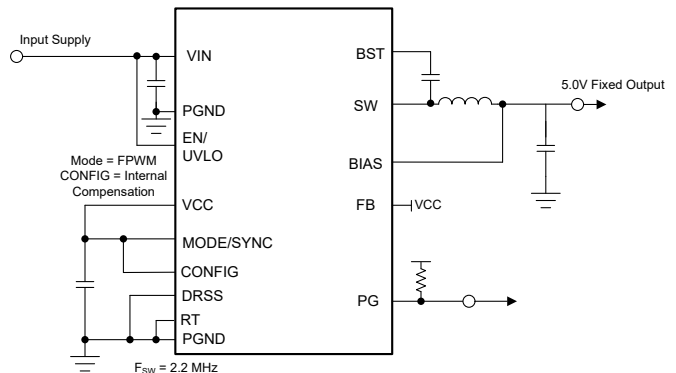 Input Supply
VIN
PGND
EN/
UVLO
Mode = FPWM
CONFIG = Internal
Compensation
VCC
MODE/SYNC
CONFIG
DRSS
RT
PGND
FSW = 2.2 MHz
BST
SW
BIAS
FB
VCC
PG
5.0V Fixed Output